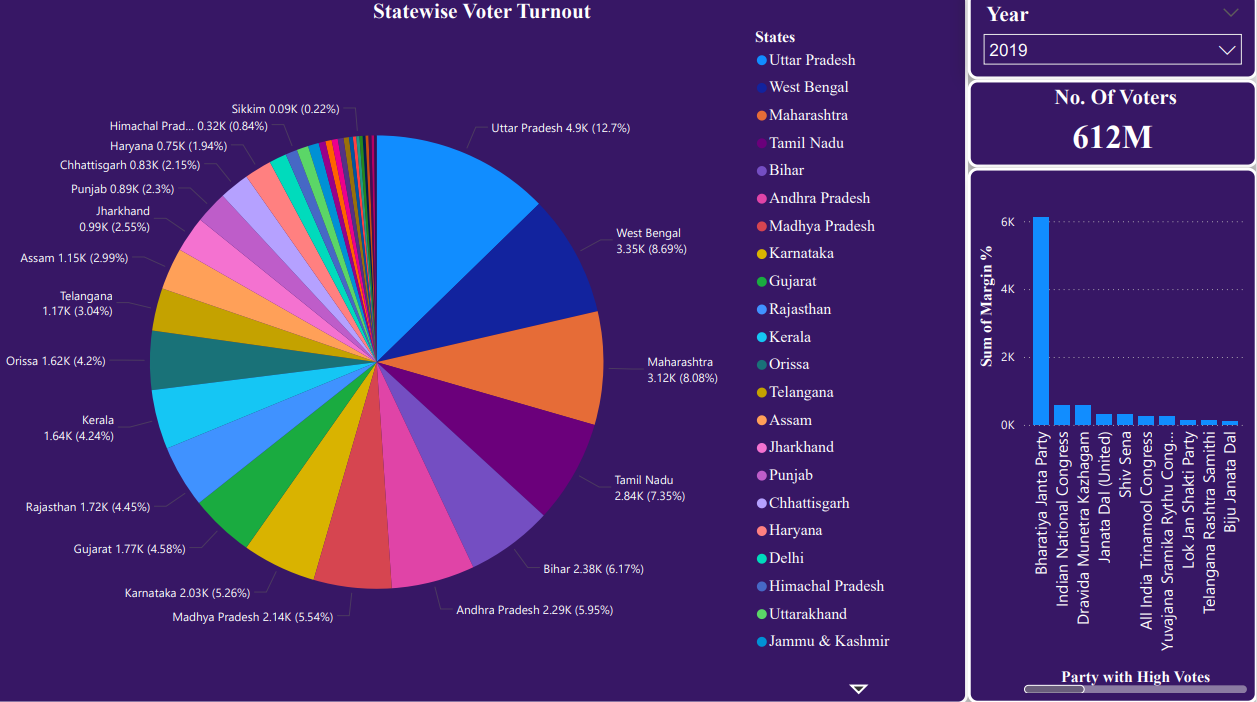 Statewise Voter Turnout
Sikkim 0.09K (0.22%)
Himachal Prad... 0.32K (0.84%)
Haryana 0.75K (1.94%)
Chhattisgarh 0.83K (2.15%)
Punjab 0.89K (2.3%)
Jharkhand
0.99K (2.55%)
Assam 1.15K (2.99%)
Telangana
1.17K (3.04%)
Orissa 1.62K (4.2%)
Kerala
1.64K (4.24%)
Rajasthan 1.72K (4.45%)
Gujarat 1.77K (4.58%)
Karnataka 2.03K (5.26%)
Madhya Pradesh 2.14K (5.54%)
Uttar Pradesh 4.9K (12.7%)
West Bengal
3.35K (8.69%)
Maharashtra
3.12K (8.08%)
Tamil Nadu
2.84K (7.35%)
Bihar 2.38K (6.17%)
Andhra Pradesh 2.29K (5.95%)
States
Uttar Pradesh
West Bengal
Maharashtra
Tamil Nadu
Bihar
Andhra Pradesh
Madhya Pradesh
Karnataka
Gujarat
Rajasthan
Kerala
Orissa
Telangana
Assam
Jharkhand
Punjab
Chhattisgarh
Haryana
Delhi
Himachal Pradesh
Uttarakhand
Jammu & Kashmir
Year
2019
No. Of Voters
612M
Sum of Margin %
6K
4K
2K
0K
Bharatiya Janta Party
Indian National Congress
Dravida Munetra Kazhagam
Janata Dal (United)
Shiv Sena
All India Trinamool Congress
Yuvajana Sramika Rythu Cong...
Lok Jan Shakti Party
Telangana Rashtra Samithi
Biju Janata Dal
Party with High Votes